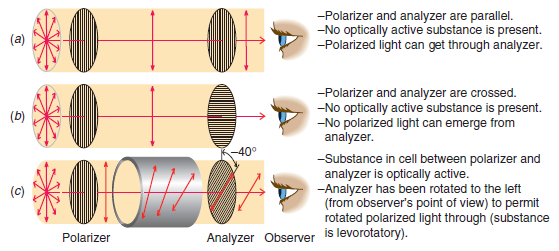 (a)
–Polarizer and analyzer are parallel.
–No optically active substance is present.
–Polarized light can get through analyzer.
(b)
–Polarizer and analyzer are crossed.
–No optically active substance is present.
–No polarized light can emerge from
analyzer.
–40°
(c)
–Substance in cell between polarizer and
analyzer is optically active.
–Analyzer has been rotated to the left
(from observer's point of view) to permit
rotated polarized light through (substance
is levorotatory).
Polarizer
Analyzer
Observer